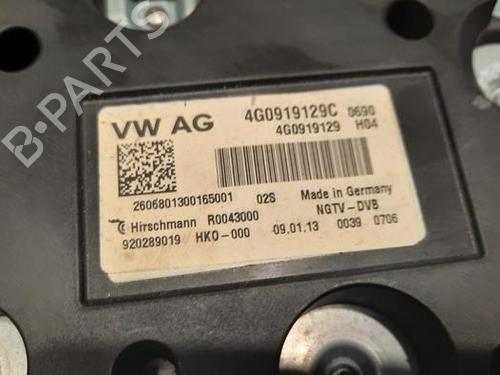 B-PARTS
VW AG 4G0919129C 0690
4G0919129 H04
2606801300165001 02S Made in Germany
Hirschmann R0043000 NGTV-DVB
920289019 HKO-000 09.01.13 0039 0706